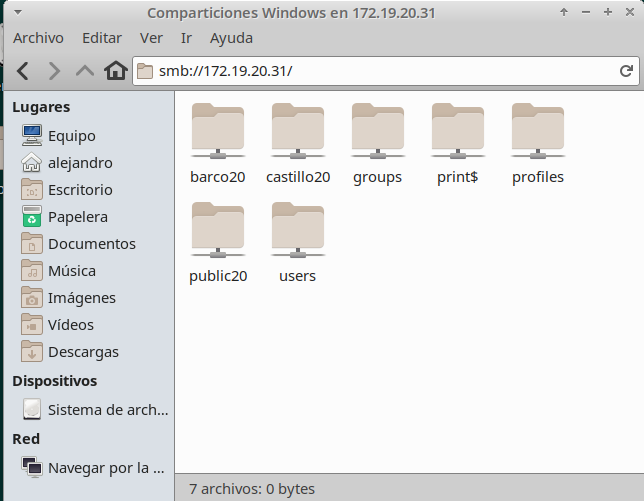 Comparticiones Windows en 172.19.20.31
Archivo Editar Ver Ir Ayuda
smb://172.19.20.31/
Lugares
Equipo
alejandro
Escritorio
Papelera
Documentos
Música
Imágenes
Vídeos
Descargas
Dispositivos
Sistema de arch...
Red
Navegar por la ...
barco20 castillo20 groups print$ profiles
public20 users
7 archivos: 0 bytes